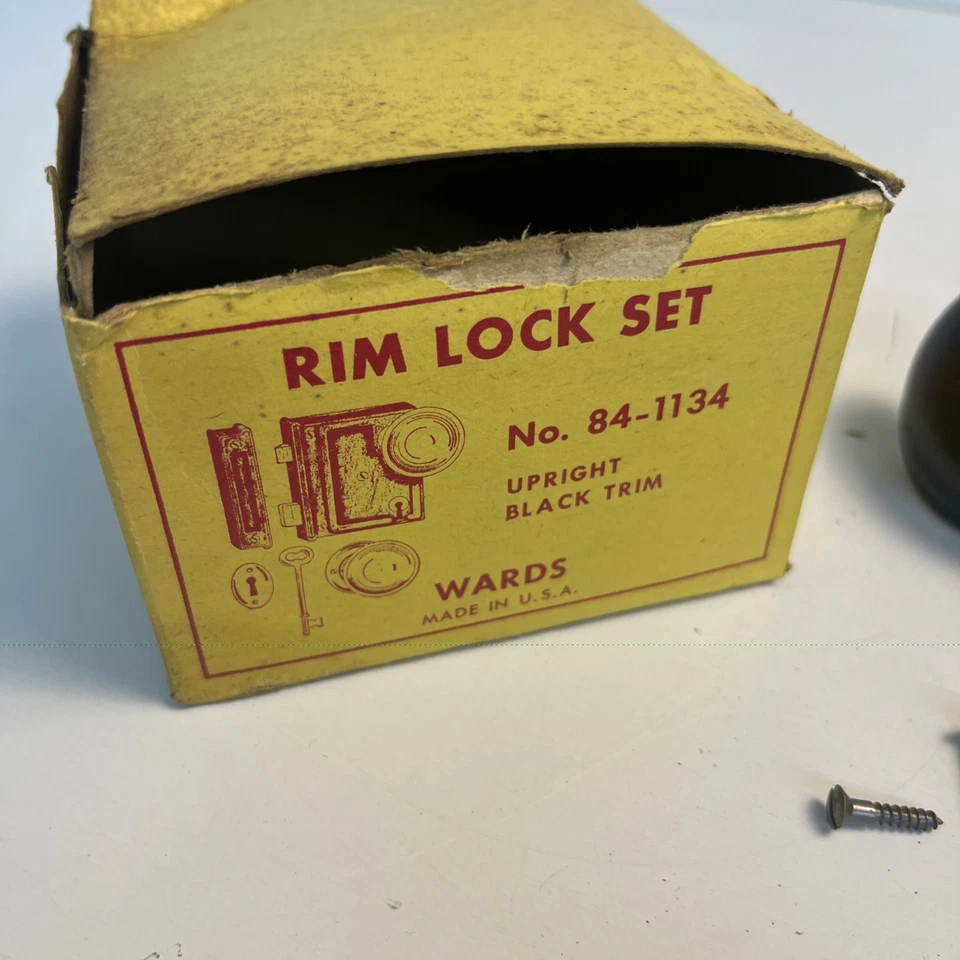 RIM LOCK SET
No. 84-1134
UPRIGHT
BLACK TRIM
WARDS
MADE IN U.S.A.